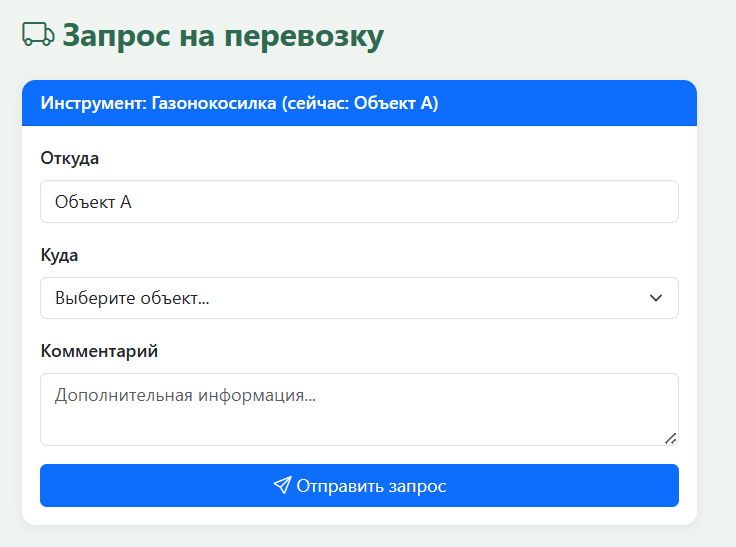 Запрос на перевозку
Инструмент: Газонокосилка (сейчас: Объект А)
Откуда
Объект А
Куда
Выберите объект...
Комментарий
Дополнительная информация...
Отправить запрос